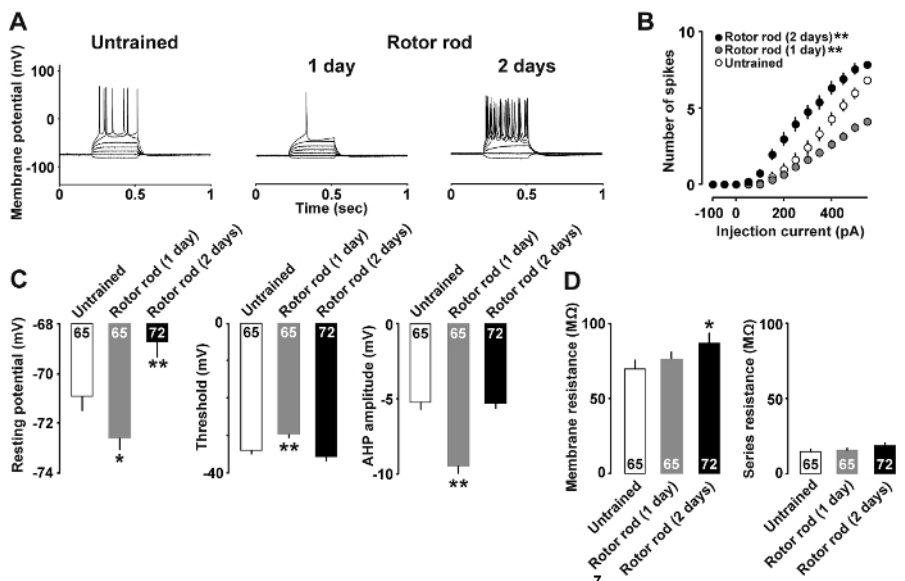 A
Untrained
Rotor rod
1 day
2 days
Membrane potential (mV)
100
0
-100
0
0.5
1
0
0.5
1
0
0.5
1
Time (sec)
B
Rotor rod (2 days)**
Rotor rod (1 day)**
Untrained
Number of spikes
10
5
0
-100
0
200
400
Injection current (pA)
C
Untrained
Rotor rod (1 day)
Rotor rod (2 days)
Resting potential (mV)
-68
-70
-72
-74
65
65
72
*
**
Untrained
Rotor rod (1 day)
Rotor rod (2 days)
Threshold (mV)
0
-40
65
65
72
**
Untrained
Rotor rod (1 day)
Rotor rod (2 days)
AHP amplitude (mV)
0
-5
-10
65
65
72
**
D
Membrane resistance (MΩ)
100
50
0
65
65
72
*
Untrained
Rotor rod (1 day)
Rotor rod (2 days)
Series resistance (MΩ)
100
50
0
65
65
72
Untrained
Rotor rod (1 day)
Rotor rod (2 days)
7